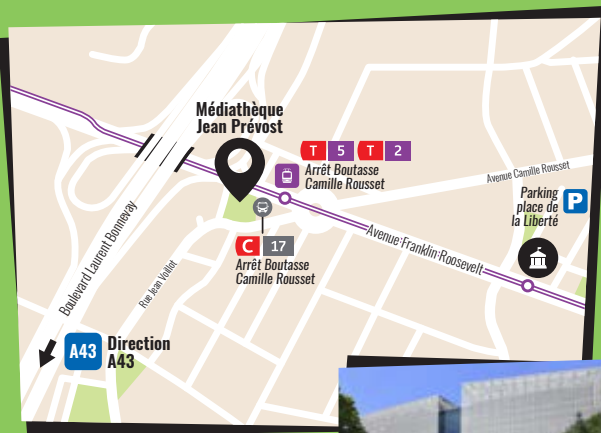 Médiathèque
Jean Prévost
T 5 T 2
Arrêt Boutasse
Camille Rousset
Avenue Camille Rousset
Parking
place de
la Liberté
P
C 17
Arrêt Boutasse
Camille Rousset
Avenue Franklin Roosevelt
Boulevard Laurent Bonnevay
Rue Jean Voillot
A43
Direction
A43